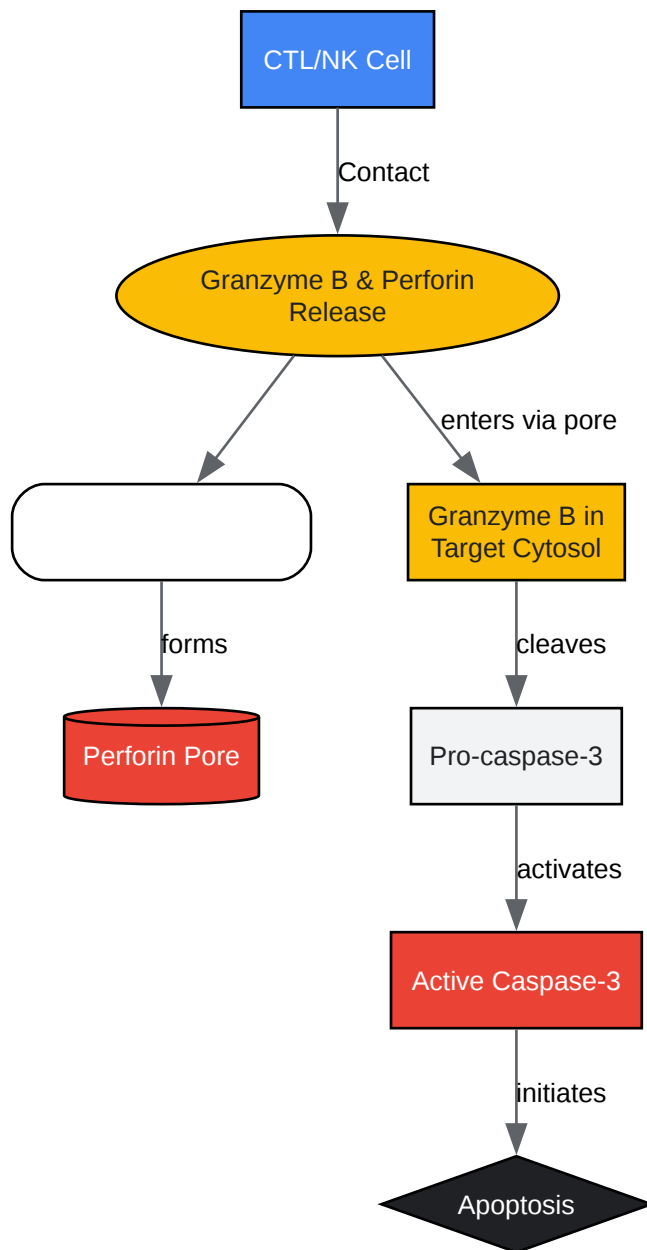 CTL/NK Cell
Contact
Granzyme B & Perforin
Release
enters via pore
Granzyme B in
Target Cytosol
forms
cleaves
Perforin Pore
Pro-caspase-3
activates
Active Caspase-3
initiates
Apoptosis